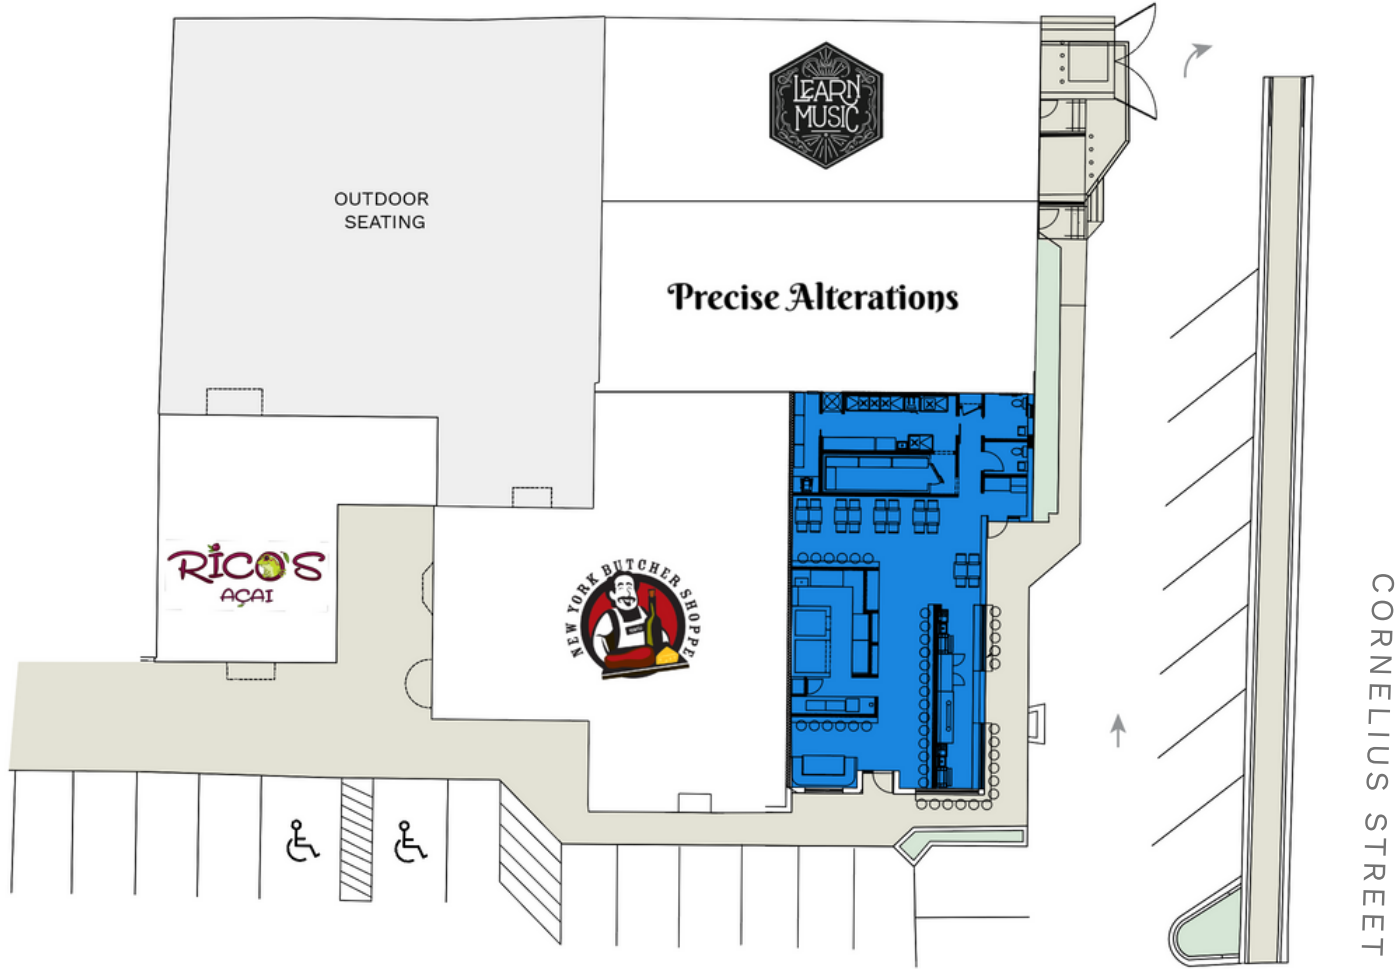 LEARN
MUSIC
OUTDOOR
SEATING
Precise Alterations
RICO'S
AÇAI
NEW YORK BUTCHER SHOPPE
CORNELIUS STREET